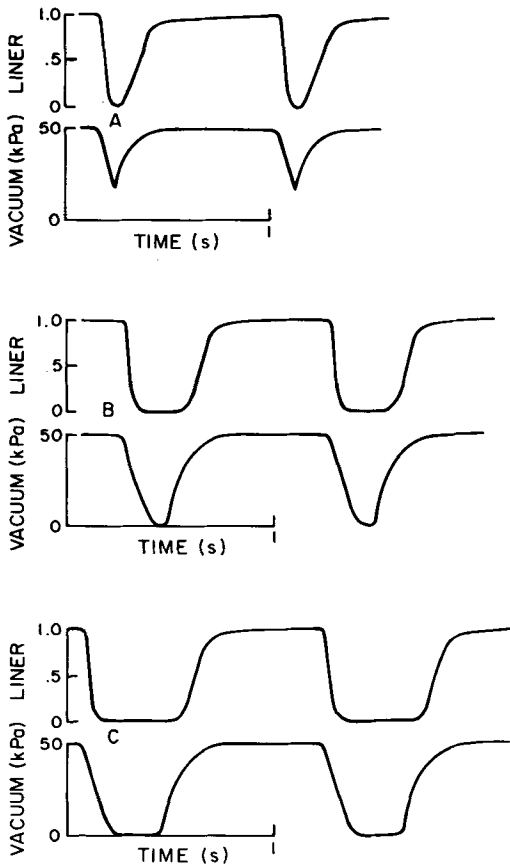 LINER
1.0
.5
0
A
VACUUM (kPa)
50
0
TIME (s)
1
LINER
1.0
.5
0
B
VACUUM (kPa)
50
0
TIME (s)
1
LINER
1.0
.5
0
C
VACUUM (kPa)
50
0
TIME (s)
1